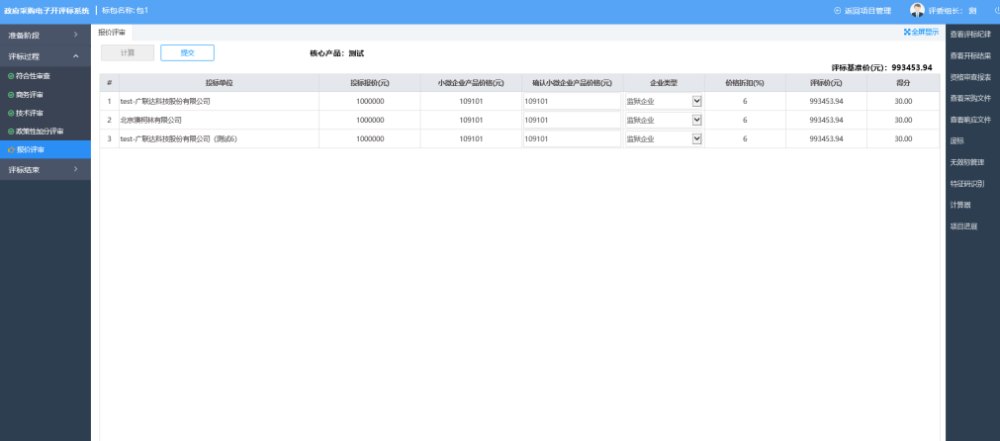 政府采购电子开评标系统 标包名称:包1 返回项目管理 评委组长: 测
准备阶段
评标过程
符合性审查
商务评审
技术评审
政策性加分评审
报价评审
评标结束
报价评审 全屏显示
计算 提交 核心产品: 测试
评标基准价(元): 993453.94
# 投标单位 投标报价(元) 小微企业产品价格(元) 确认小微企业产品价格(元) 企业类型 价格折扣(%) 评标价(元) 得分
1 test-广联达科技股份有限公司 1000000 109101 109101 监狱企业 6 993453.94 30.00
2 北京澳柯林有限公司 1000000 109101 109101 监狱企业 6 993453.94 30.00
3 test-广联达科技股份有限公司（测试6） 1000000 109101 109101 监狱企业 6 993453.94 30.00
查看评标纪律
查看开标结果
资格审查报表
查看采购文件
查看响应文件
废标
无效标管理
特征码识别
计算器
项目进展